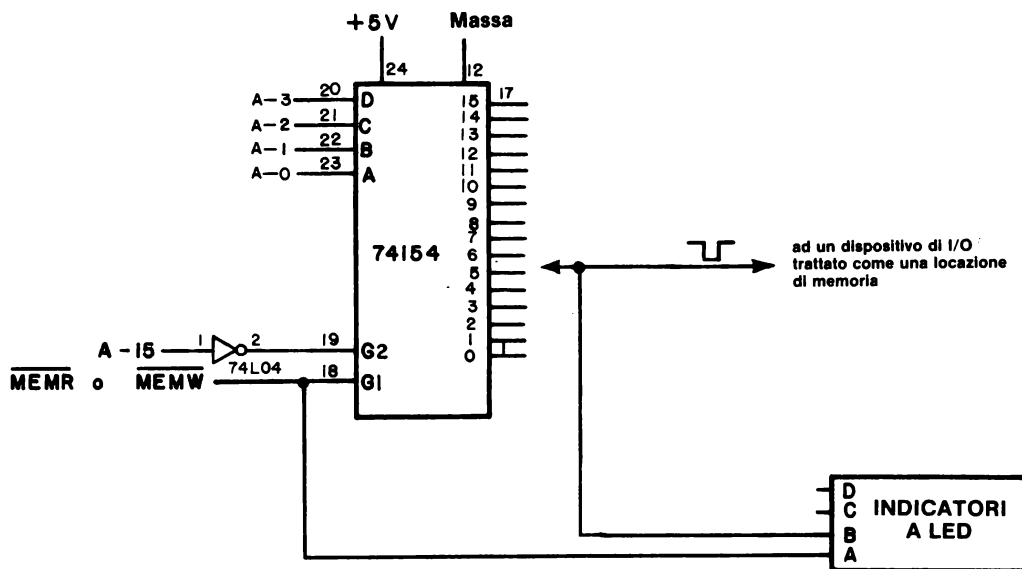 +5V Massa
24 12
A-3 20 D 15 17
A-2 21 C 14
A-1 22 B 13
A-0 23 A 12
11
10
9
8
7
74154
6
5
4
3
2
1
0
ad un dispositivo di I/O
trattato come una locazione
di memoria
A-15 1 2 19 G2
74L04
MEMR o MEMW 18 G1
D
C
B
A
INDICATORI
A LED